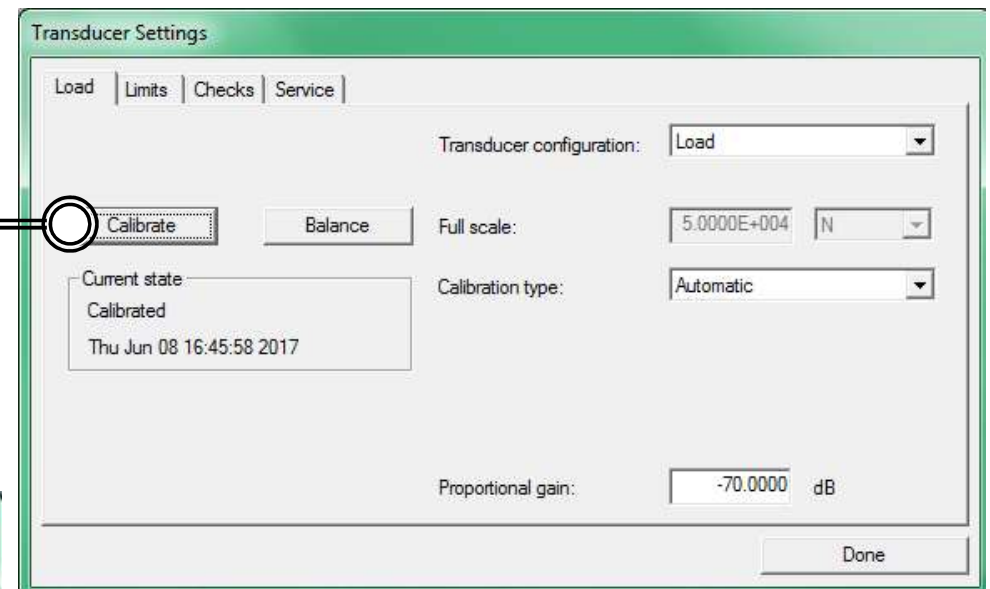 Transducer Settings
Load Limits Checks Service
Transducer configuration: Load
Calibrate Balance Full scale: 5.0000E+004 N
Current state
Calibration type: Automatic
Calibrated
Thu Jun 08 16:45:58 2017
Proportional gain: -70.0000 dB
Done